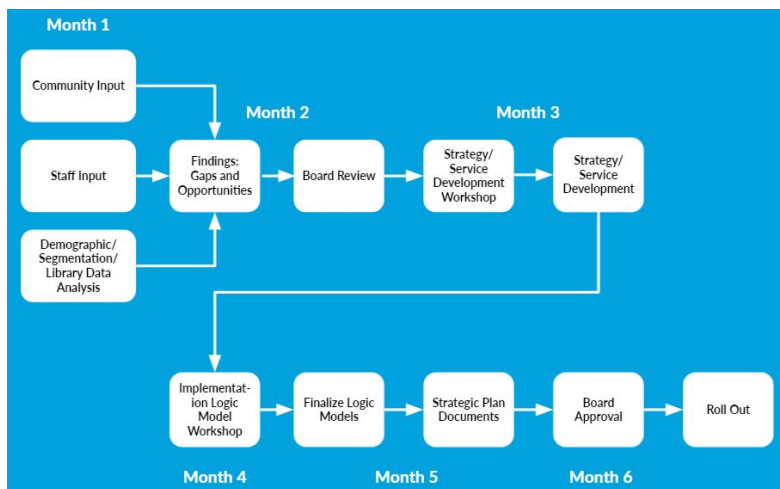 Month 1
Community Input
Month 2
Month 3
Staff Input
Findings:
Gaps and
Opportunities
Board Review
Strategy/
Service
Development
Workshop
Strategy/
Service
Development
Demographic/
Segmentation/
Library Data
Analysis
Implementat-
ion Logic
Model
Workshop
Finalize Logic
Models
Strategic Plan
Documents
Board
Approval
Roll Out
Month 4
Month 5
Month 6